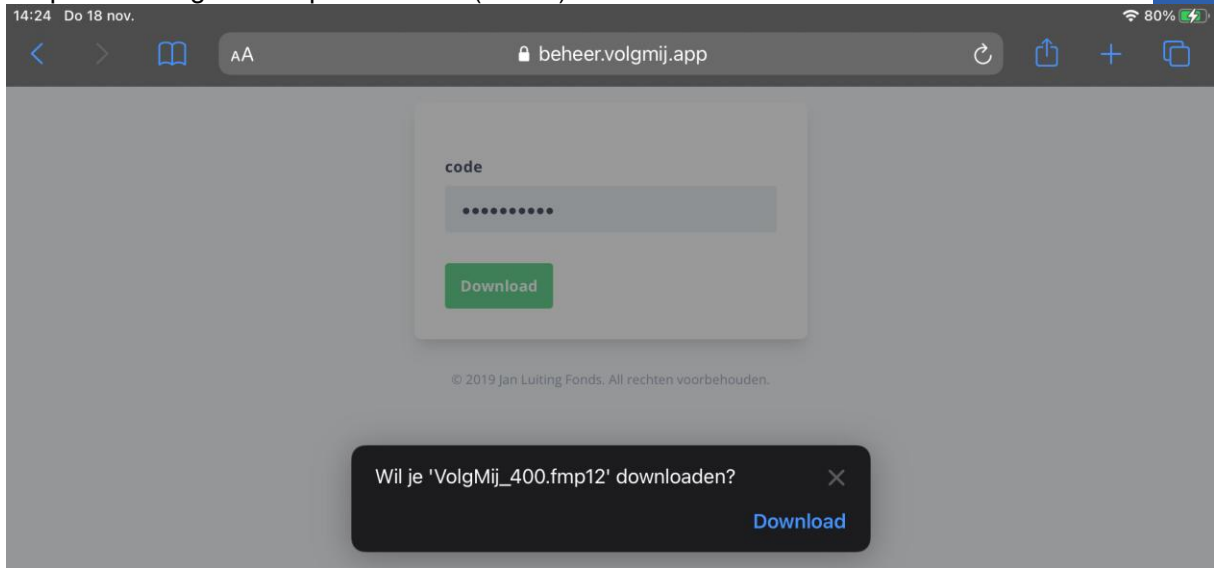 14:24 Do 18 nov.
80%
AA
beheer.volgmij.app
code
••••••••••
Download
© 2019 Jan Luiting Fonds. All rechten voorbehouden.
Wil je 'VolgMij_400.fmp12' downloaden?
Download